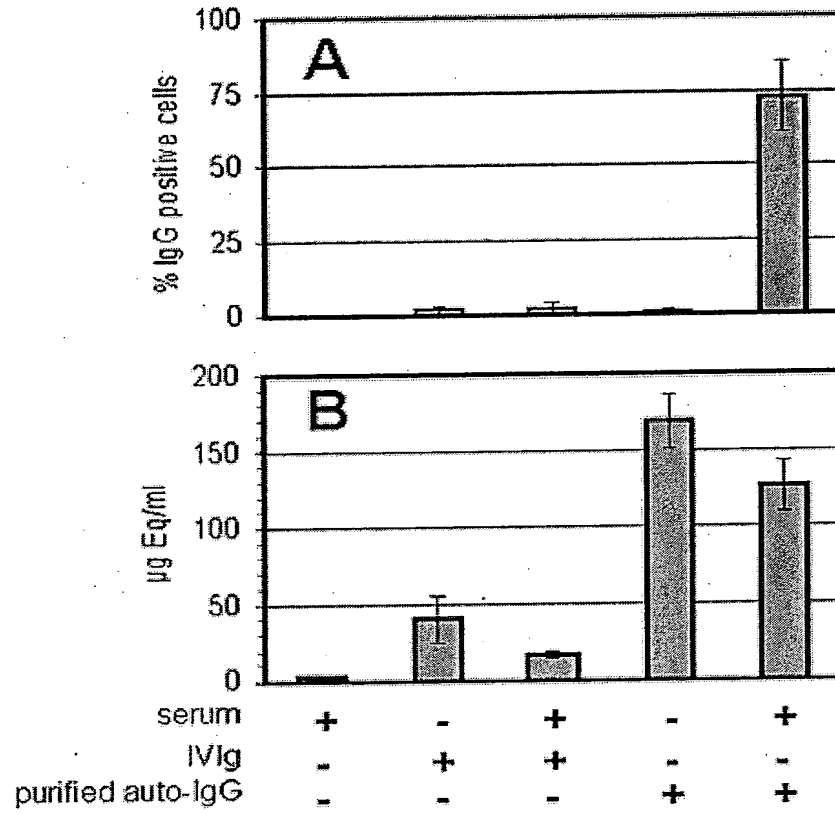 100
A
75
% IgG positive cells
50
25
0
200
B
150
µg Eq/ml
100
50
0
serum + - + - +
IVIg - + + - -
purified auto-IgG - - - + +